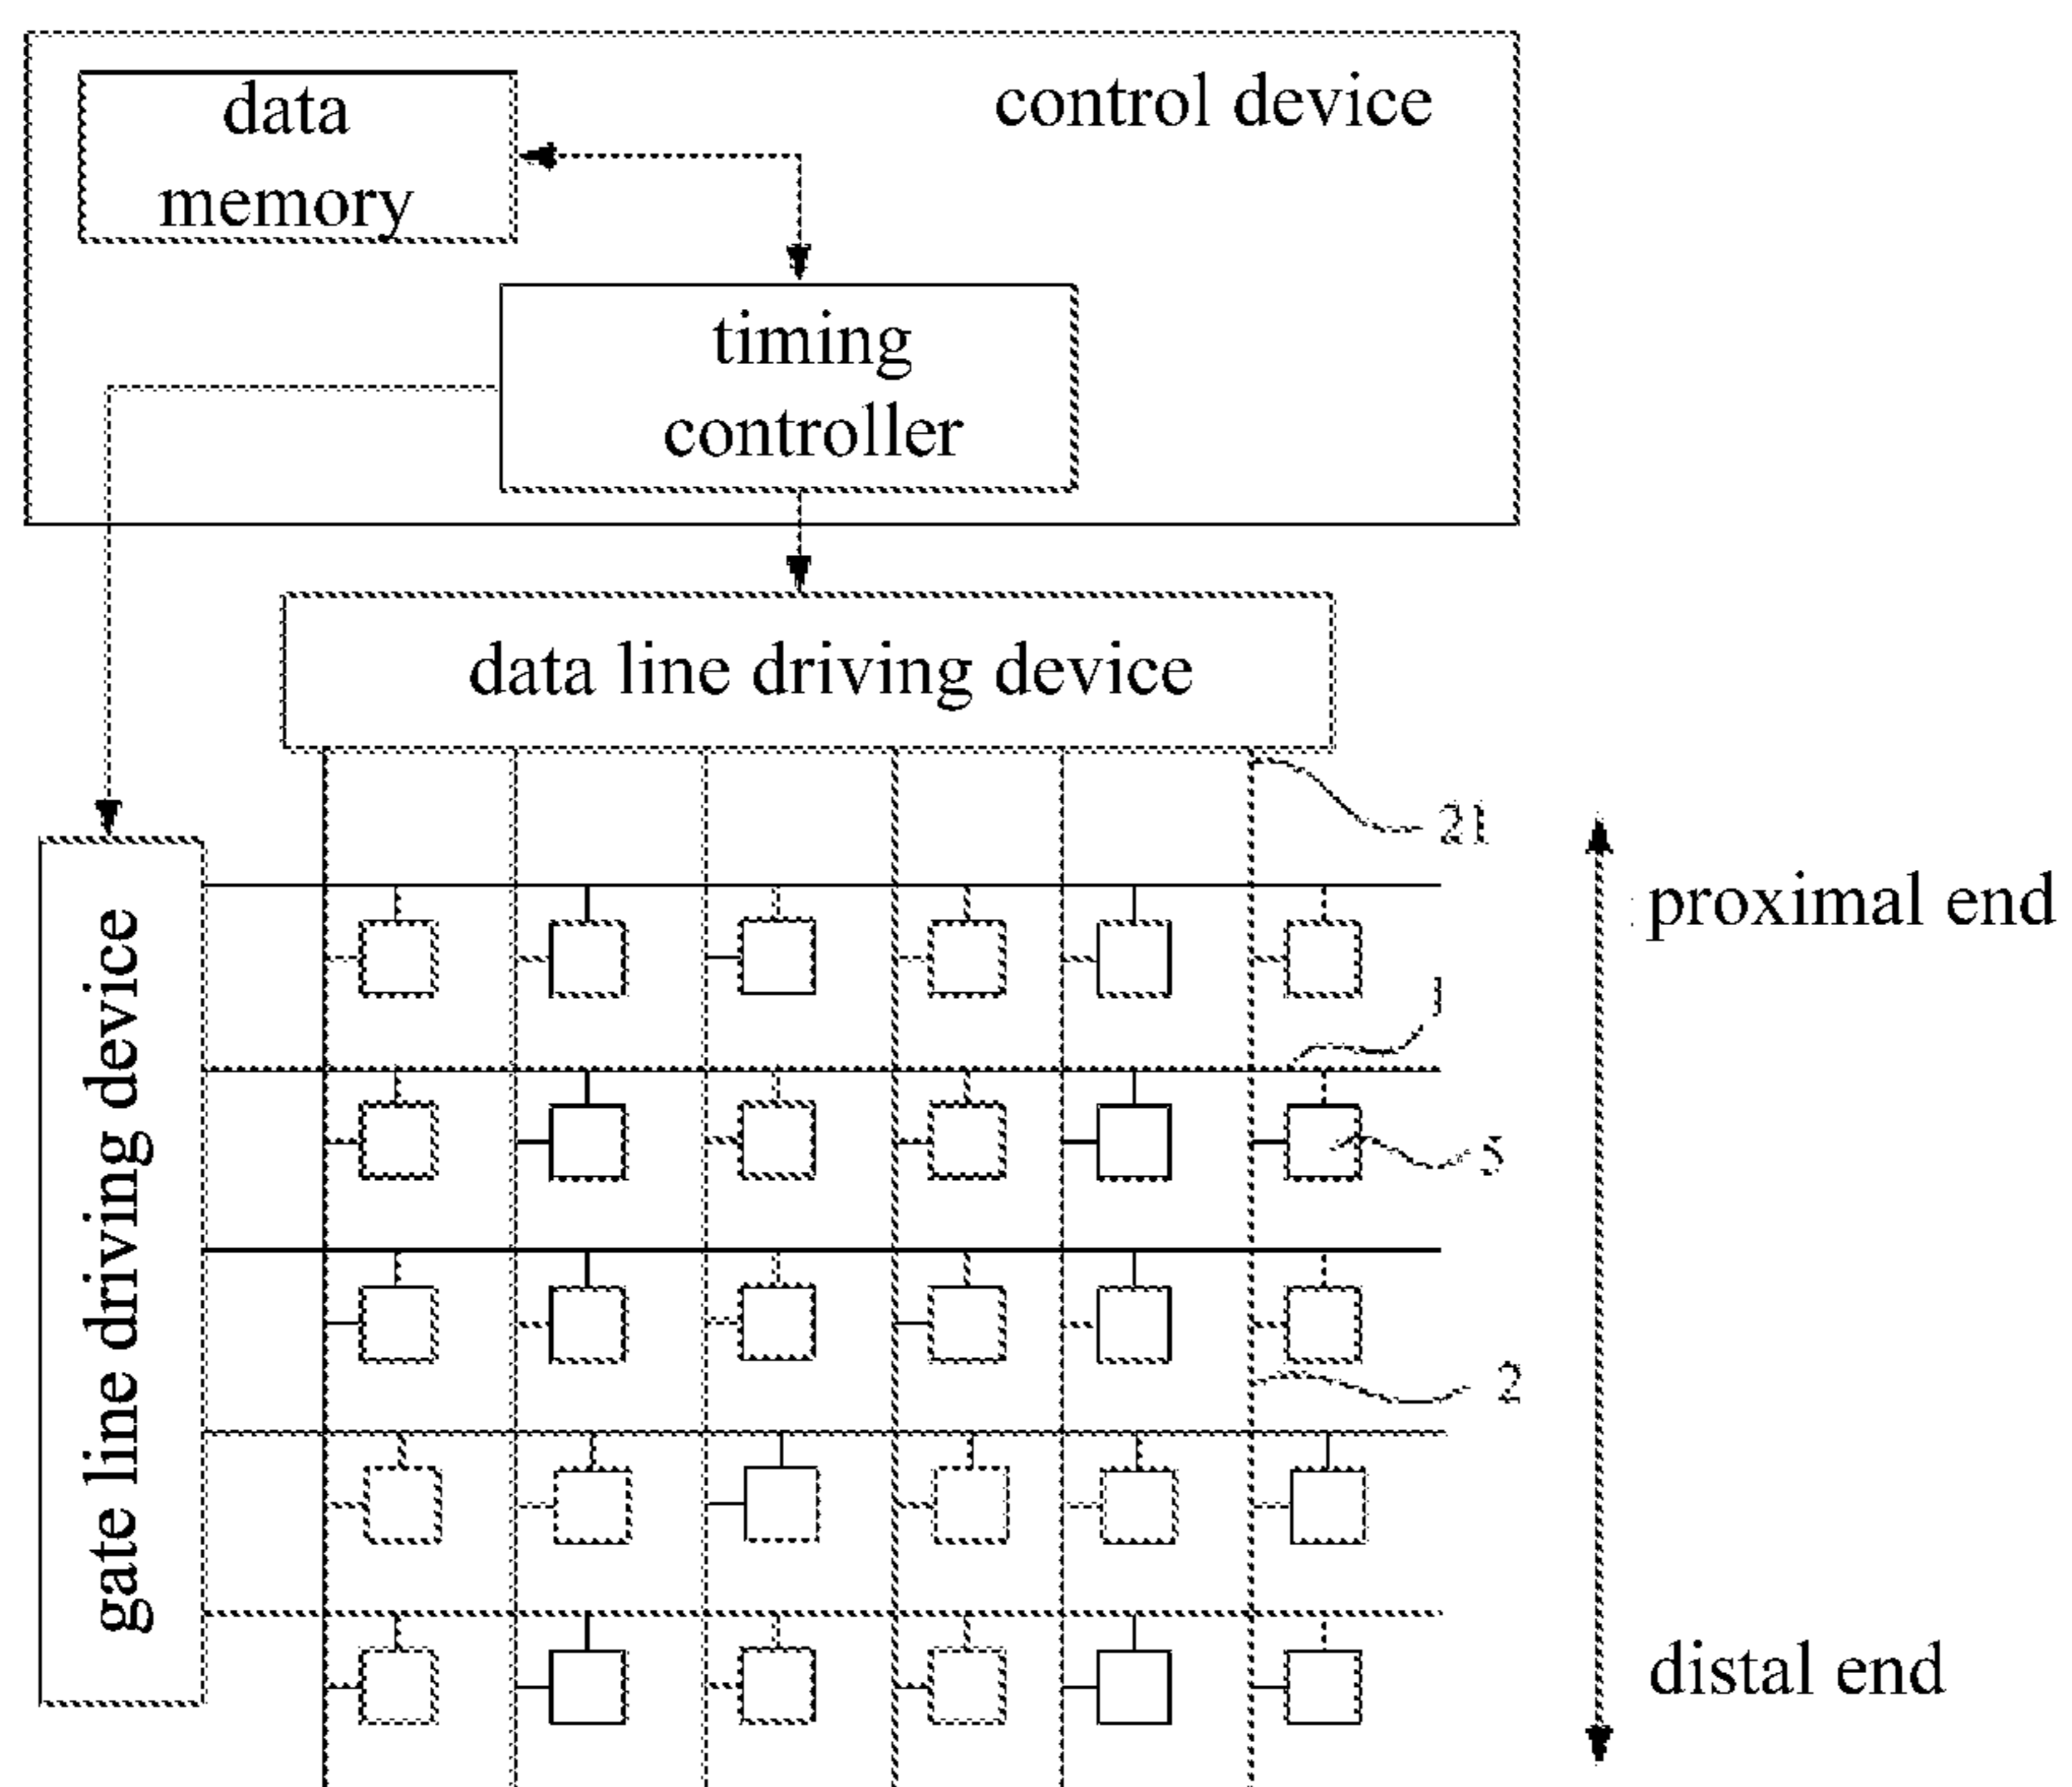 data
memory
control device
timing
controller
data line driving device
21
proximal end
1
5
2
gate line driving device
distal end